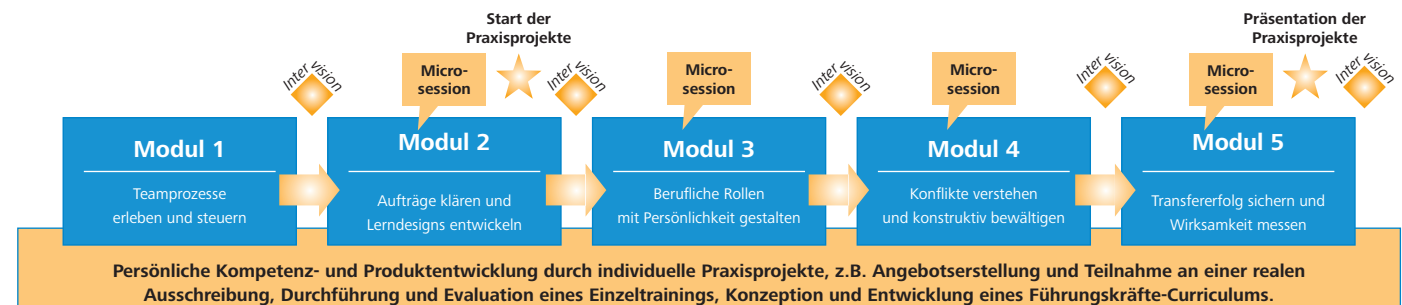 Start der
Praxisprojekte
Präsentation der
Praxisprojekte
Inter vision
Micro-
session
Inter vision
Micro-
session
Inter vision
Micro-
session
Inter vision
Micro-
session
Inter vision
Modul 1
Teamprozesse
erleben und steuern
Modul 2
Aufträge klären und
Lerndesigns entwickeln
Modul 3
Berufliche Rollen
mit Persönlichkeit gestalten
Modul 4
Konflikte verstehen
und konstruktiv bewältigen
Modul 5
Transfererfolg sichern und
Wirksamkeit messen
Persönliche Kompetenz- und Produktentwicklung durch individuelle Praxisprojekte, z.B. Angebotserstellung und Teilnahme an einer realen
Ausschreibung, Durchführung und Evaluation eines Einzeltrainings, Konzeption und Entwicklung eines Führungskräfte-Curriculums.